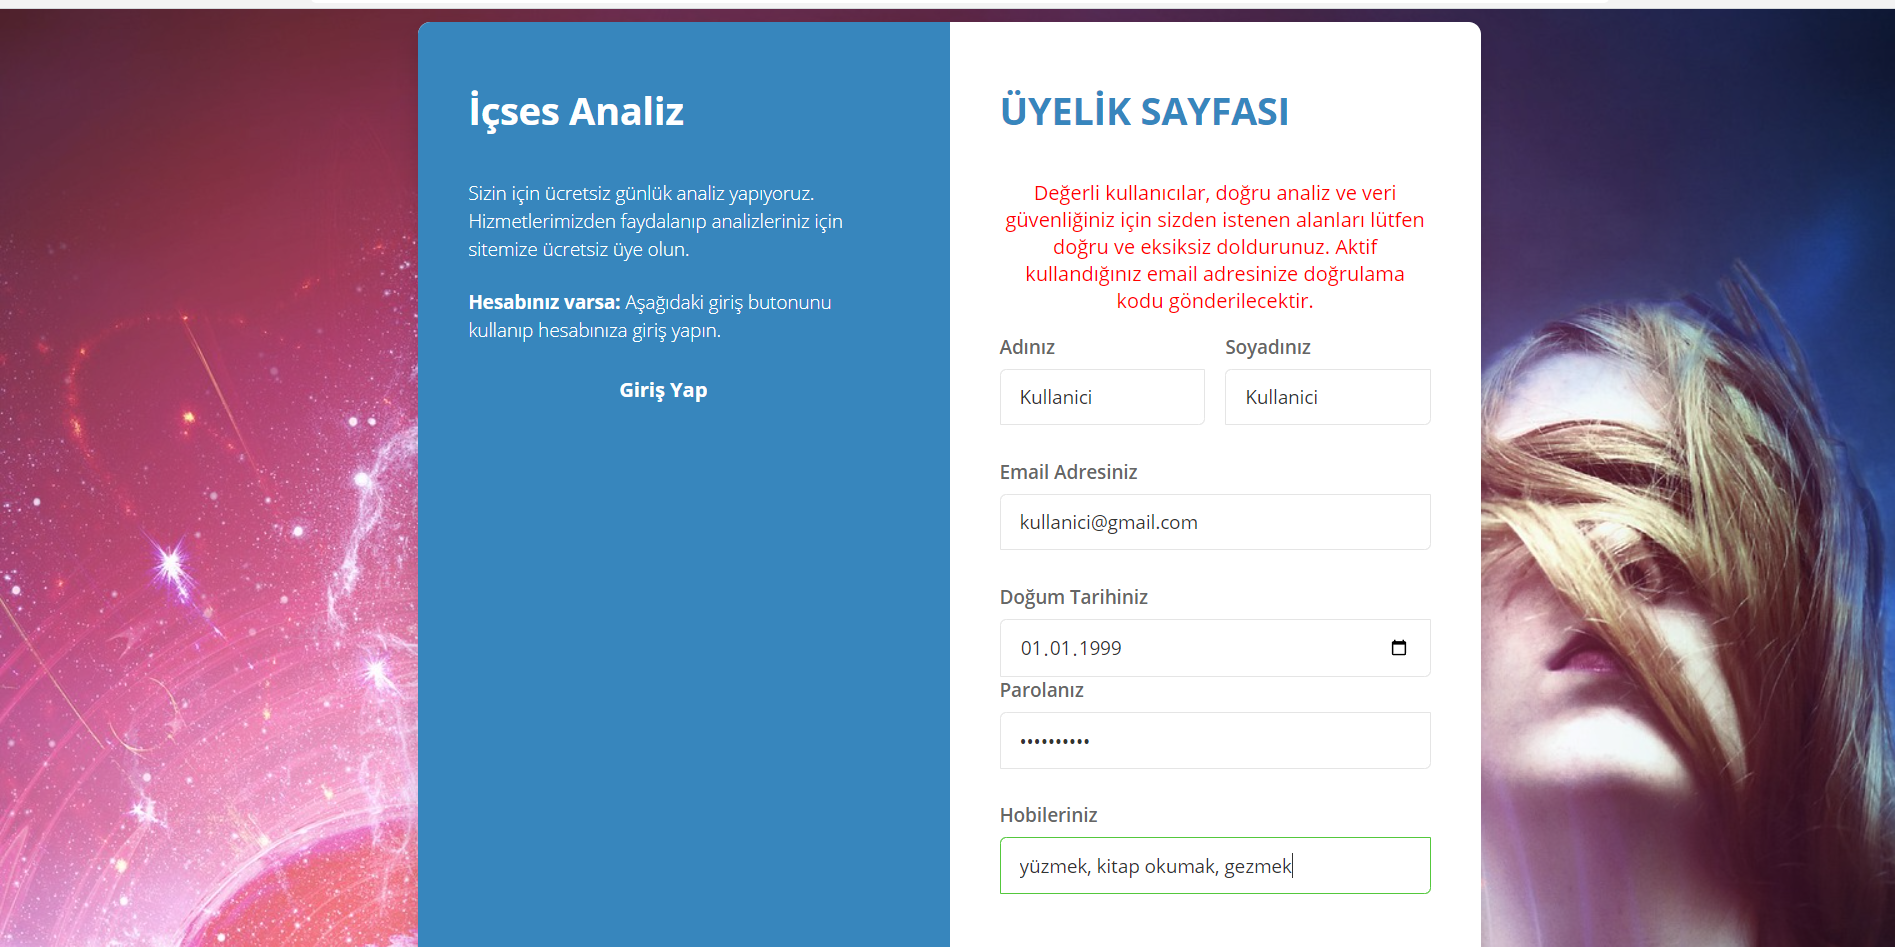 İçses Analiz
Sizin için ücretsiz günlük analiz yapıyoruz.
Hizmetlerimizden faydalanıp analizleriniz için
sitemize ücretsiz üye olun.
Hesabınız varsa: Aşağıdaki giriş butonunu
kullanıp hesabınıza giriş yapın.
Giriş Yap
ÜYELİK SAYFASI
Değerli kullanıcılar, doğru analiz ve veri
güvenliğiniz için sizden istenen alanları lütfen
doğru ve eksiksiz doldurunuz. Aktif
kullandığınız email adresinize doğrulama
kodu gönderilecektir.
Adınız Soyadınız
Kullanici Kullanici
Email Adresiniz
kullanici@gmail.com
Doğum Tarihiniz
01.01.1999
Parolanız
••••••••••
Hobileriniz
yüzmek, kitap okumak, gezmek